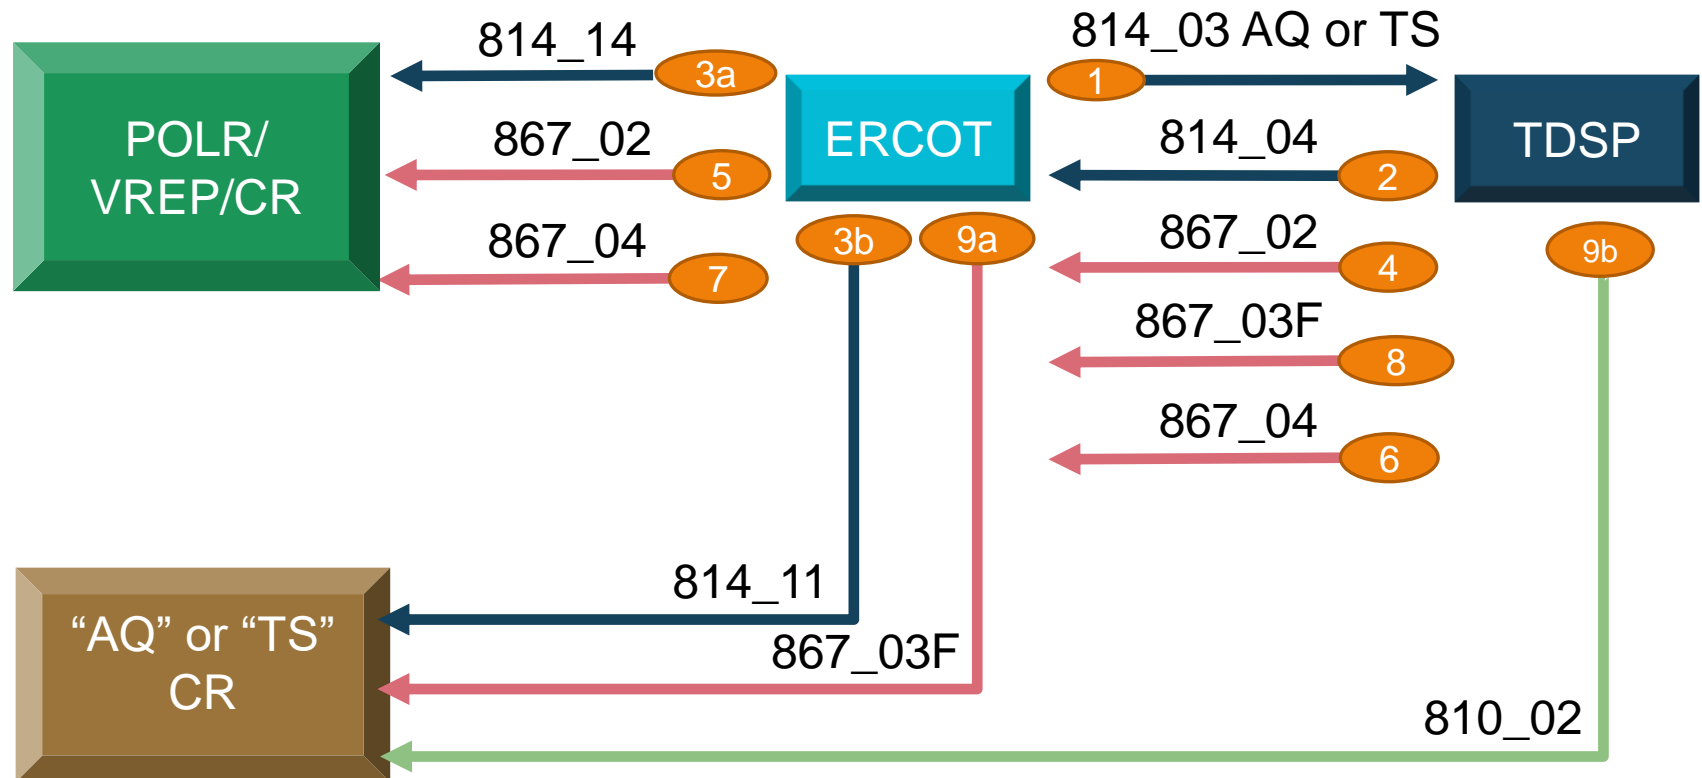 814_14
3a
814_03 AQ or TS
1
POLR/
VREP/CR
867_02
5
ERCOT
814_04
2
TDSP
867_04
7
3b
9a
867_02
4
9b
867_03F
8
867_04
6
814_11
“AQ” or “TS”
CR
867_03F
810_02